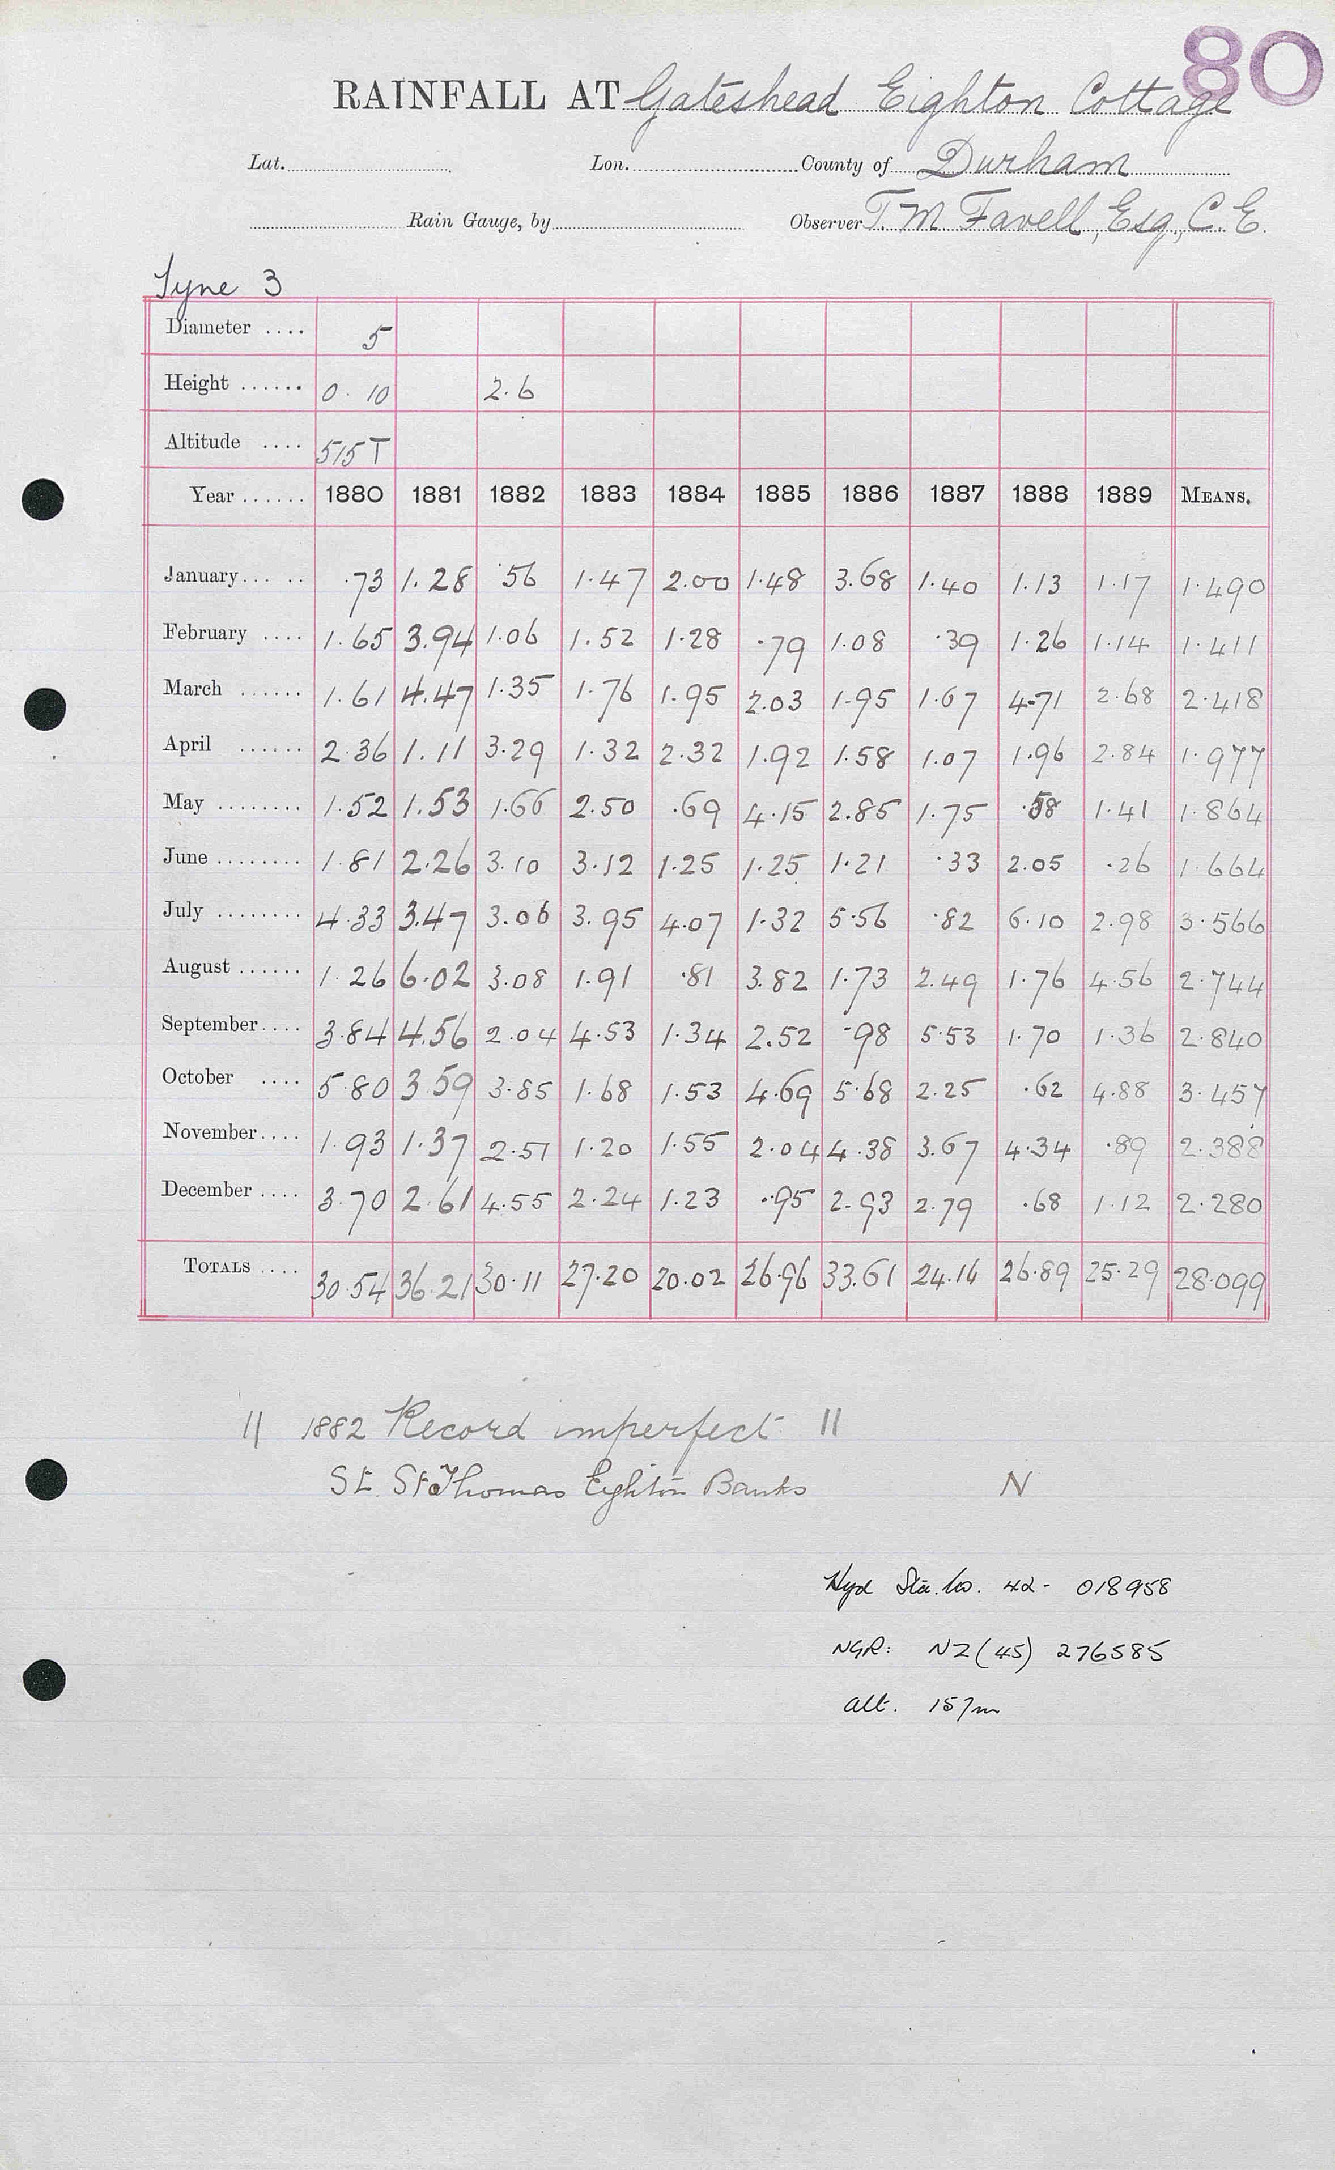 80
RAINFALL AT Gateshead Eighton Cottage
Lat. Lon. County of Durham
Rain Gauge, by Observer T. M. Favell, Esq., C. E.
Tyne 3
Diameter .... 5
Height ...... 0. 10 2.6
Altitude .... 515 T
Year ...... 1880 1881 1882 1883 1884 1885 1886 1887 1888 1889 MEANS.
January ... .. .73 1.28 .56 1.47 2.00 1.48 3.68 1.40 1.13 1.17 1.490
February .... 1.65 3.94 1.06 1.52 1.28 .79 1.08 .39 1.26 1.14 1.411
March ...... 1.61 4.47 1.35 1.76 1.95 2.03 1.95 1.67 4.71 2.68 2.418
April ...... 2.36 1.11 3.29 1.32 2.32 1.92 1.58 1.07 1.96 2.84 1.977
May ........ 1.52 1.53 1.66 2.50 .69 4.15 2.85 1.75 .58 1.41 1.864
June ........ 1.81 2.26 3.10 3.12 1.25 1.25 1.21 .33 2.05 .26 1.664
July ........ 4.33 3.47 3.06 3.95 4.07 1.32 5.56 .82 6.10 2.98 3.566
August ...... 1.26 6.02 3.08 1.91 .81 3.82 1.73 2.49 1.76 4.56 2.744
September .... 3.84 4.56 2.04 4.53 1.34 2.52 .98 5.53 1.70 1.36 2.840
October .... 5.80 3.59 3.85 1.68 1.53 4.69 5.68 2.25 .62 4.88 3.457
November .... 1.93 1.37 2.51 1.20 1.55 2.04 4.38 3.67 4.34 .89 2.388
December .... 3.70 2.61 4.55 2.24 1.23 .95 2.93 2.79 .68 1.12 2.280
TOTALS .... 30.54 36.21 30.11 27.20 20.02 26.96 33.61 24.16 26.89 25.29 28.099
|| 1882 Record imperfect ||
St. St. Thomas Eighton Banks N
Hyd Sta. No. 42- 018958
NGR: NZ (45) 276585
alt. 157m